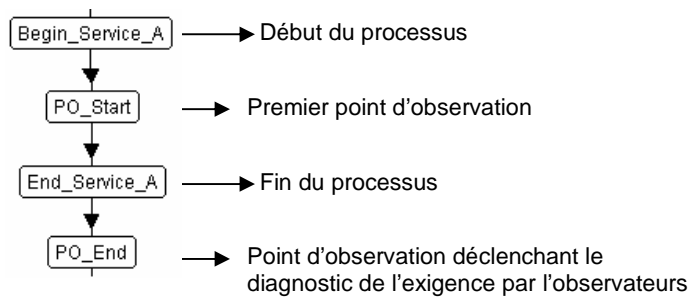 Begin_Service_A Début du processus
PO_Start Premier point d'observation
End_Service_A Fin du processus
PO_End Point d'observation déclenchant le
diagnostic de l'exigence par l'observateurs